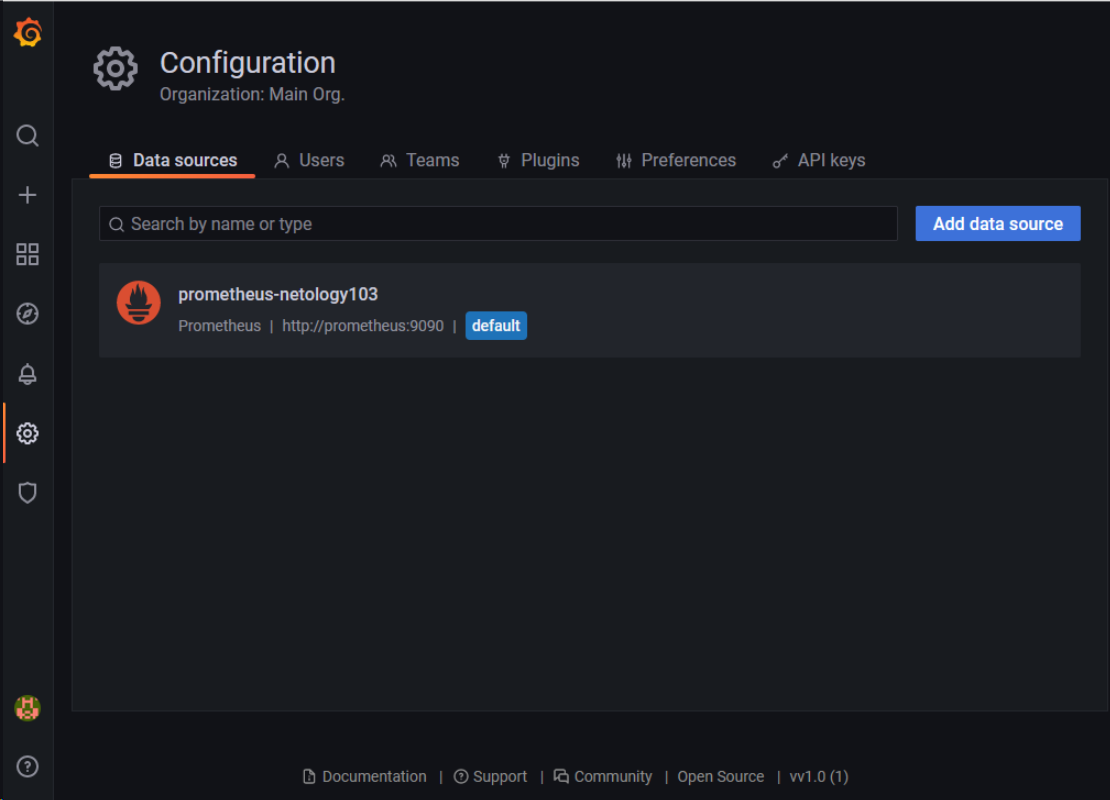 Configuration
Organization: Main Org.
Data sources Users Teams Plugins Preferences API keys
Search by name or type Add data source
prometheus-netology103
Prometheus | http://prometheus:9090 | default
Documentation | Support | Community | Open Source | vv1.0 (1)